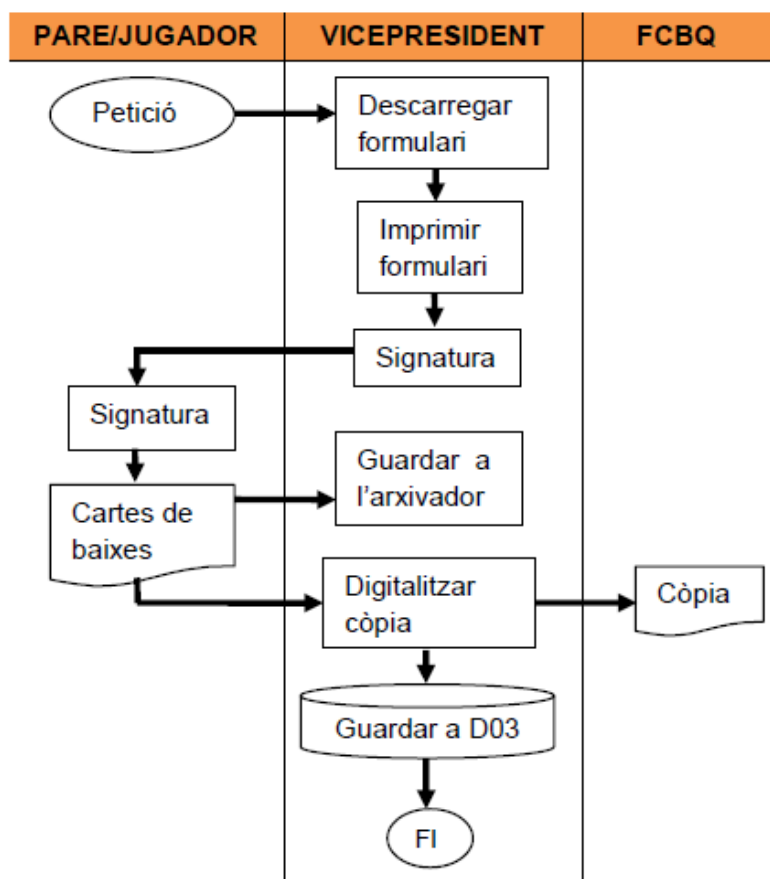 PARE/JUGADOR
VICEPRESIDENT
FCBQ
Petició
Descarregar
formulari
Imprimir
formulari
Signatura
Signatura
Guardar a
l'arxivador
Cartes de
baixes
Digitalitzar
còpia
Còpia
Guardar a D03
FI